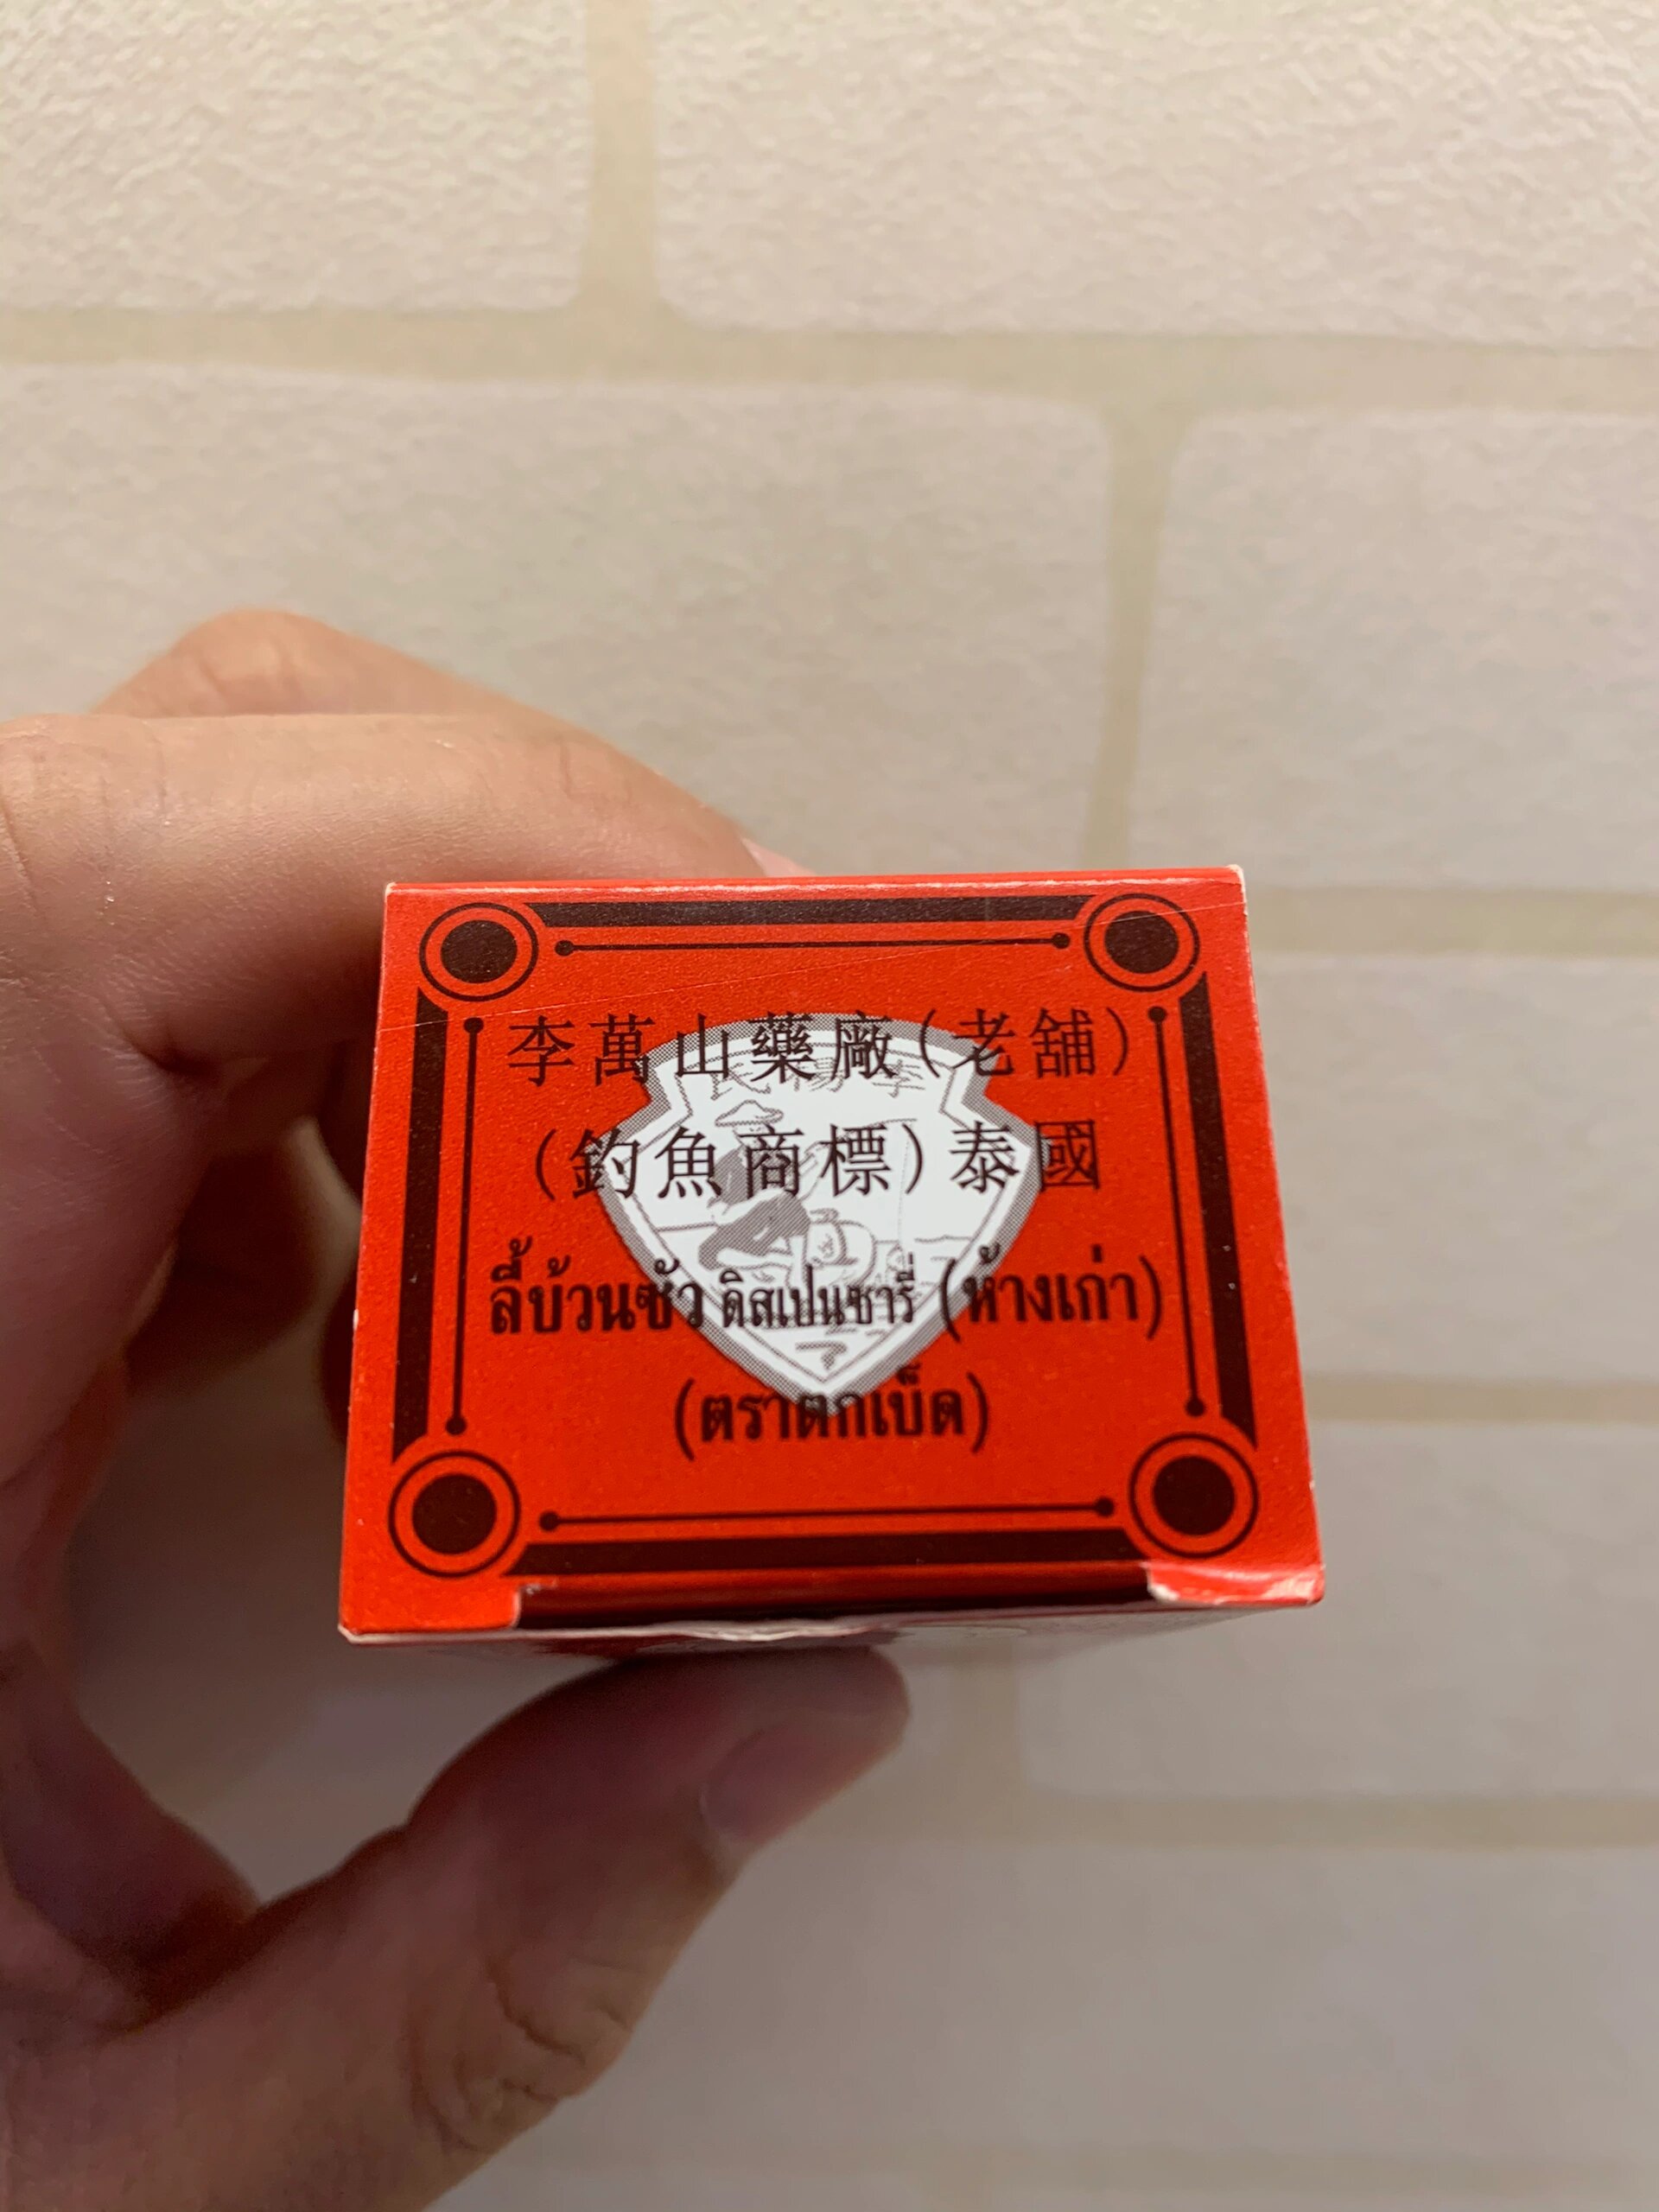 李萬山藥廠(老舖)
(釣魚商標)泰國
ลี้บ้วนซัว ดิสเปนซารี่ (ห้างเก่า)
(ตราตกเบ็ด)